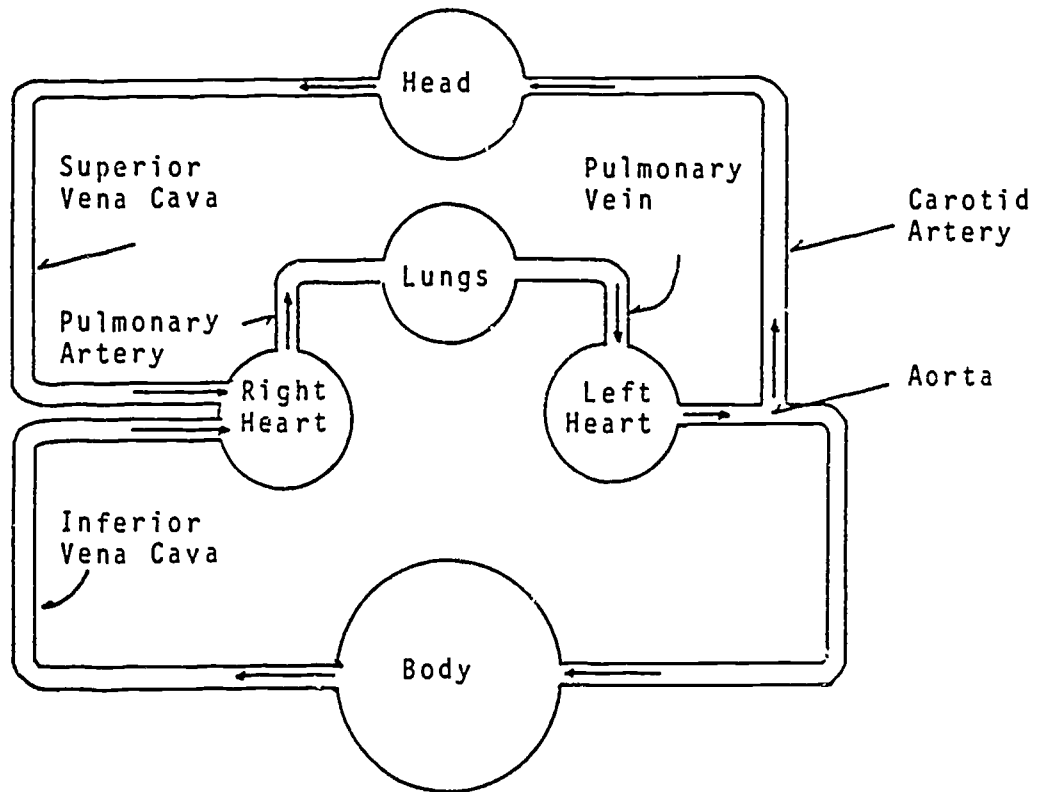 Head
Superior
Vena Cava
Pulmonary
Vein
Carotid
Artery
Lungs
Pulmonary
Artery
Right
Heart
Left
Heart
Aorta
Inferior
Vena Cava
Body